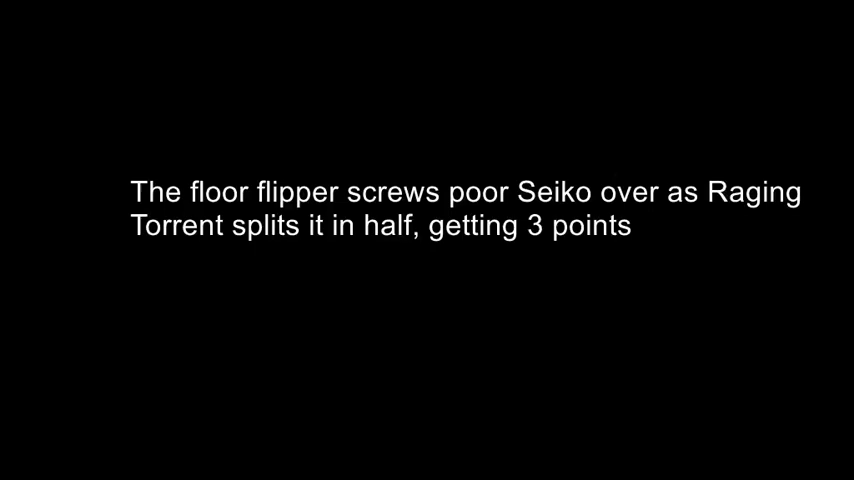 The floor flipper screws poor Seiko over as Raging
Torrent splits it in half, getting 3 points